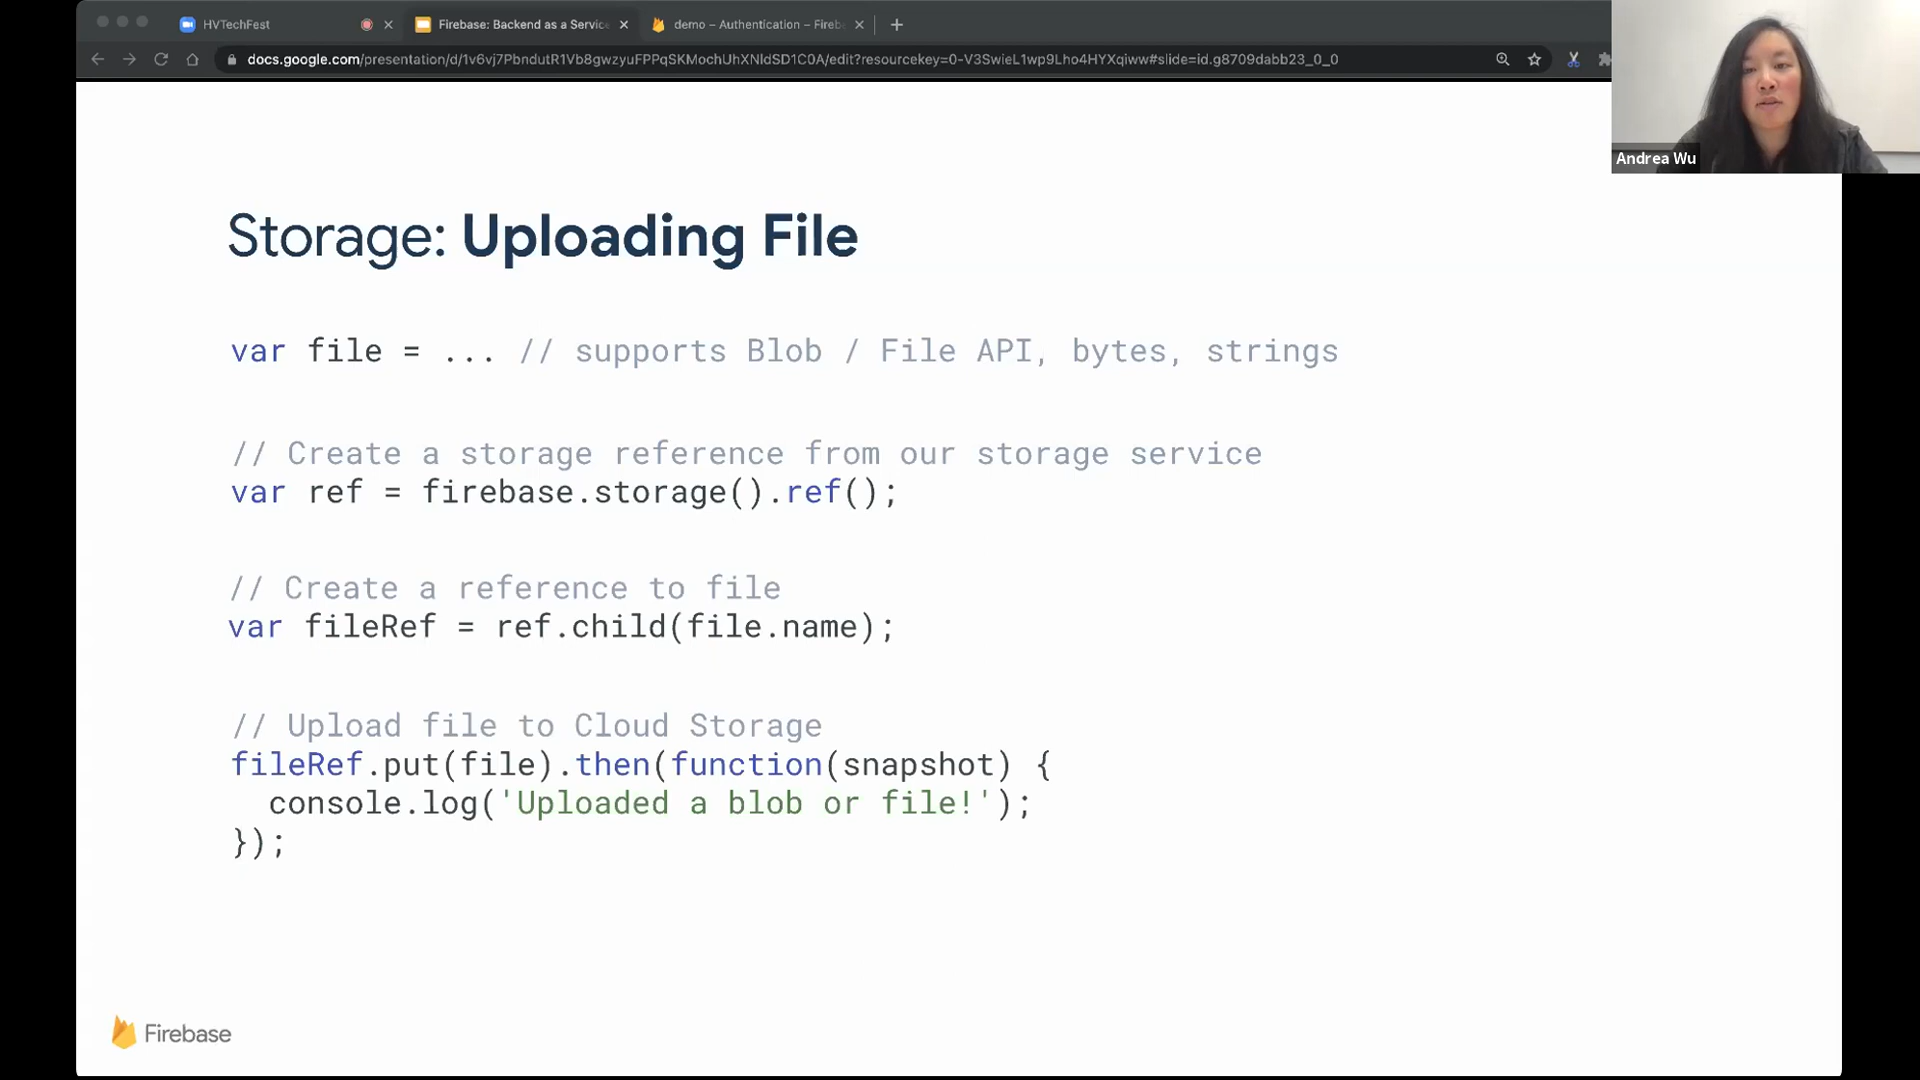 HVTechFest
Firebase: Backend as a Servic
demo – Authentication – Fireb
docs.google.com/presentation/d/1v6vj7PbndutR1Vb8gwzyuFPPqSKMochUhXNldSD1C0A/edit?resourcekey=0-V3SwieL1wp9Lho4HYXqiww#slide=id.g8709dabb23_0_0
Andrea Wu
Storage: Uploading File
var file = ... // supports Blob / File API, bytes, strings
// Create a storage reference from our storage service
var ref = firebase.storage().ref();
// Create a reference to file
var fileRef = ref.child(file.name);
// Upload file to Cloud Storage
fileRef.put(file).then(function(snapshot) {
console.log('Uploaded a blob or file!');
});
Firebase